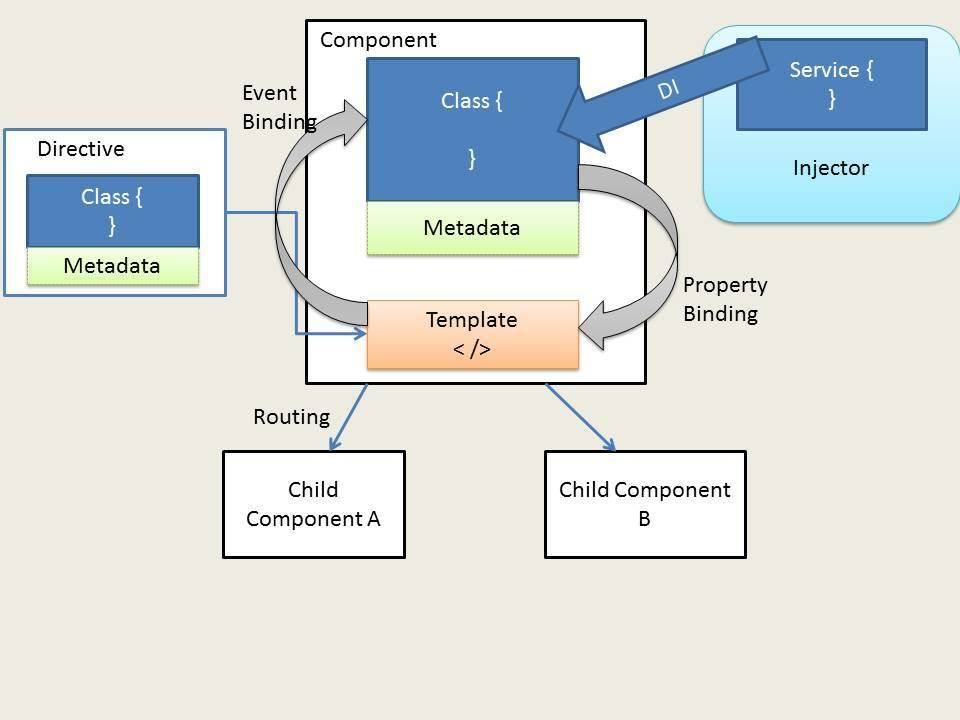 Component
Class {
}
Metadata
Template
< />
Event
Binding
Directive
Class {
}
Metadata
DI
Service {
}
Injector
Property
Binding
Routing
Child
Component A
Child Component
B